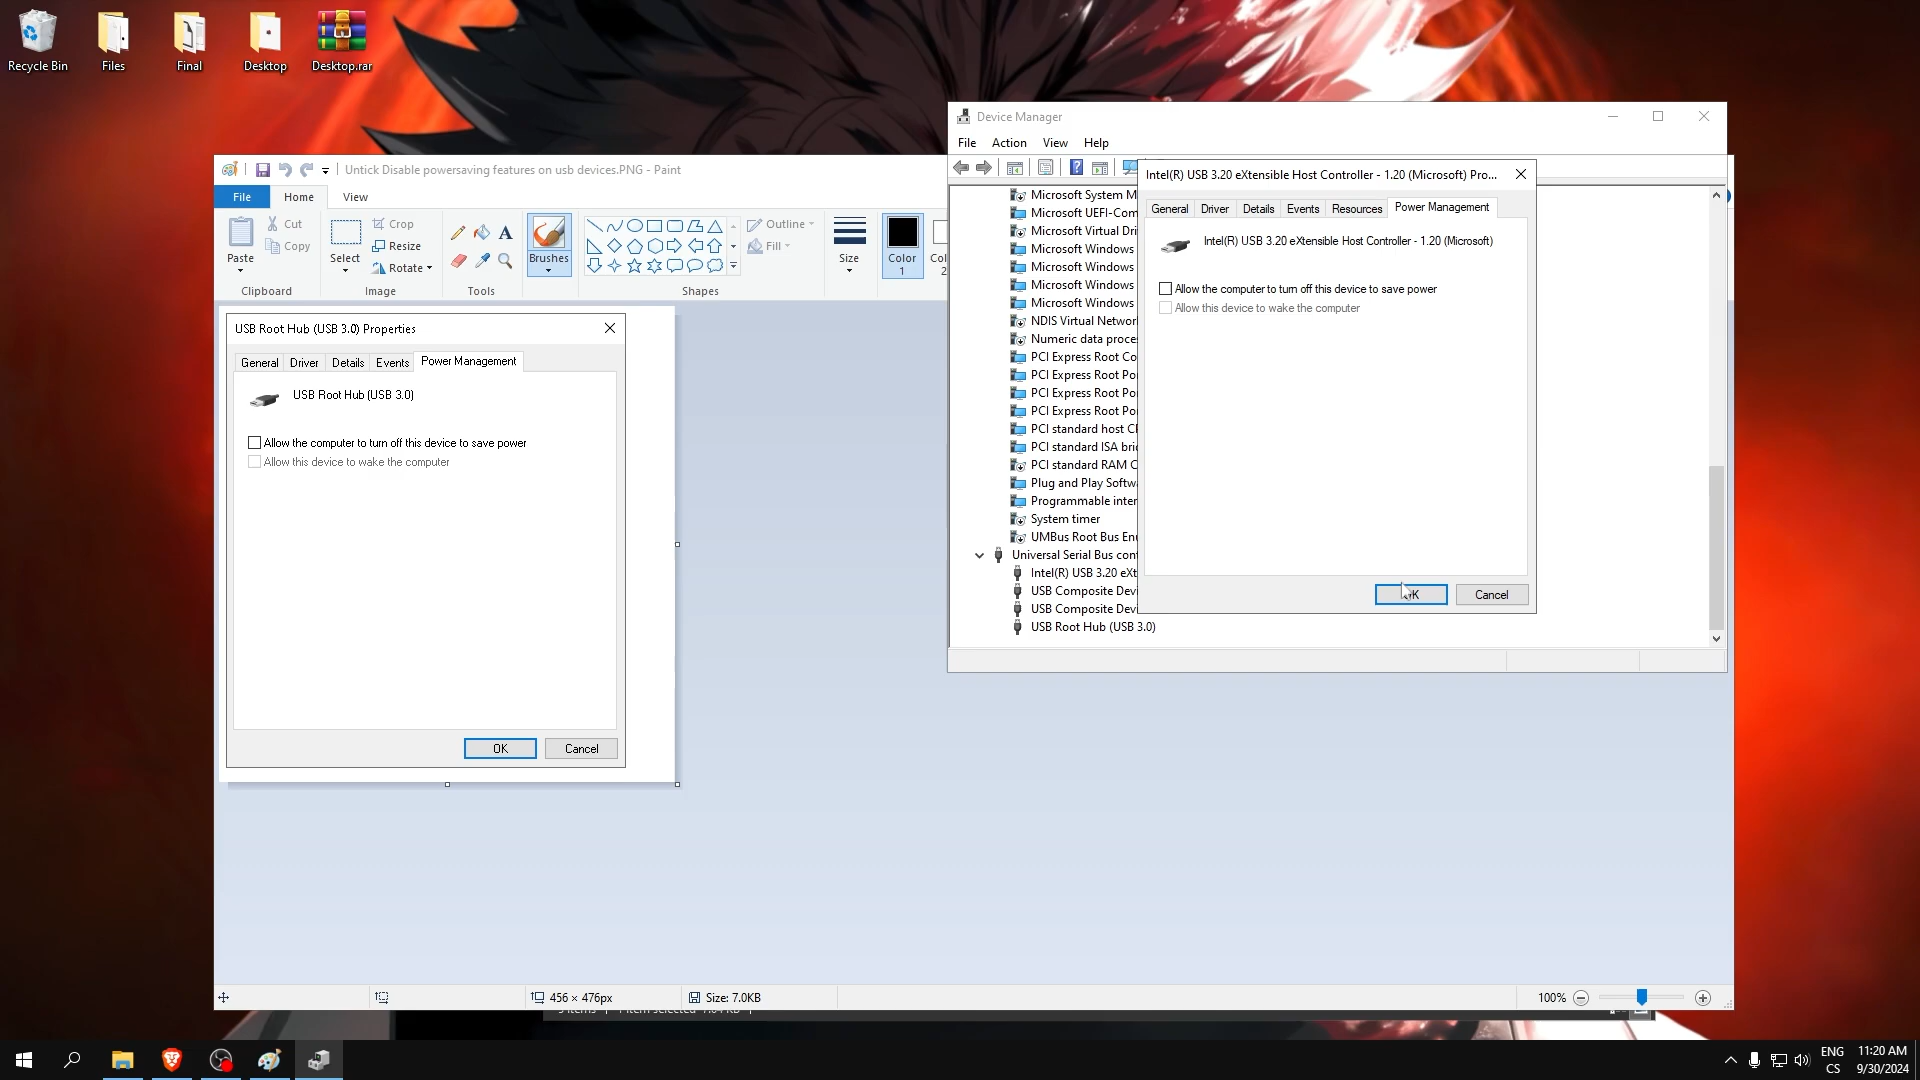 Recycle Bin
Files
Final
Desktop
Desktop.rar
Untick Disable powersaving features on usb devices.PNG - Paint
File
Home
View
Paste
Cut
Copy
Clipboard
Select
Crop
Resize
Rotate
Image
Tools
Brushes
Shapes
Outline
Fill
Size
Color
1
Col
2
USB Root Hub (USB 3.0) Properties
General
Driver
Details
Events
Power Management
USB Root Hub (USB 3.0)
Allow the computer to turn off this device to save power
Allow this device to wake the computer
OK
Cancel
456 × 476px
Size: 7.0KB
100%
Device Manager
File
Action
View
Help
Microsoft System M
Microsoft UEFI-Com
Microsoft Virtual Dri
Microsoft Windows
Microsoft Windows
Microsoft Windows
Microsoft Windows
NDIS Virtual Networ
Numeric data proce
PCI Express Root Co
PCI Express Root Po
PCI Express Root Po
PCI Express Root Po
PCI standard host C
PCI standard ISA bri
PCI standard RAM C
Plug and Play Softw
Programmable inter
System timer
UMBus Root Bus En
Universal Serial Bus con
Intel(R) USB 3.20 eXt
USB Composite Devi
USB Composite Devi
USB Root Hub (USB 3.0)
Intel(R) USB 3.20 eXtensible Host Controller - 1.20 (Microsoft) Pro...
General
Driver
Details
Events
Resources
Power Management
Intel(R) USB 3.20 eXtensible Host Controller - 1.20 (Microsoft)
Allow the computer to turn off this device to save power
Allow this device to wake the computer
OK
Cancel
ENG
CS
11:20 AM
9/30/2024